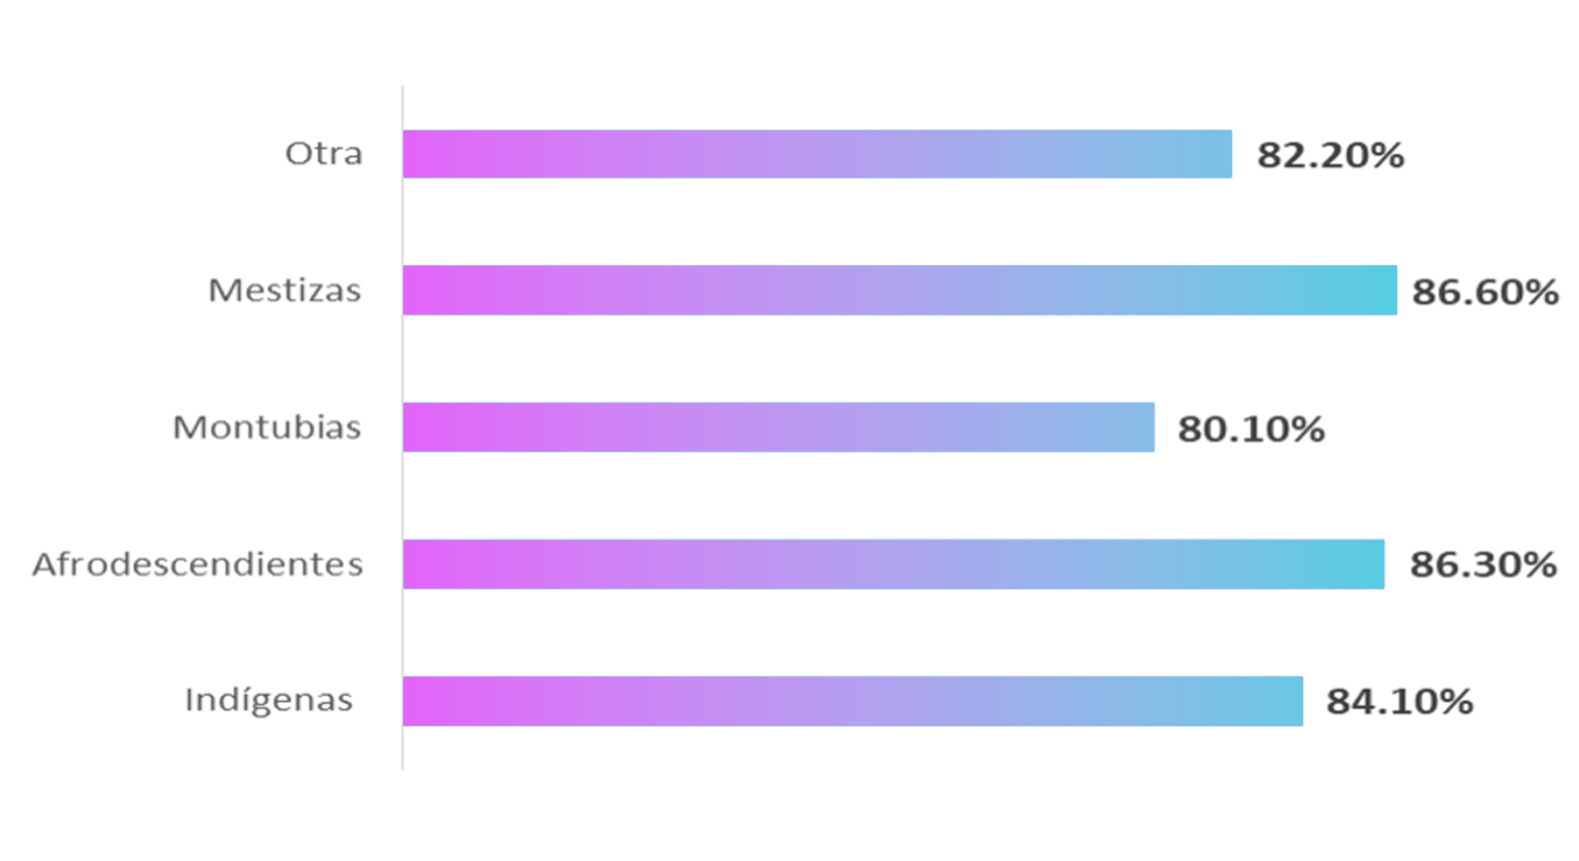 Otra 82.20%
Mestizas 86.60%
Montubias 80.10%
Afrodescendientes 86.30%
Indígenas 84.10%